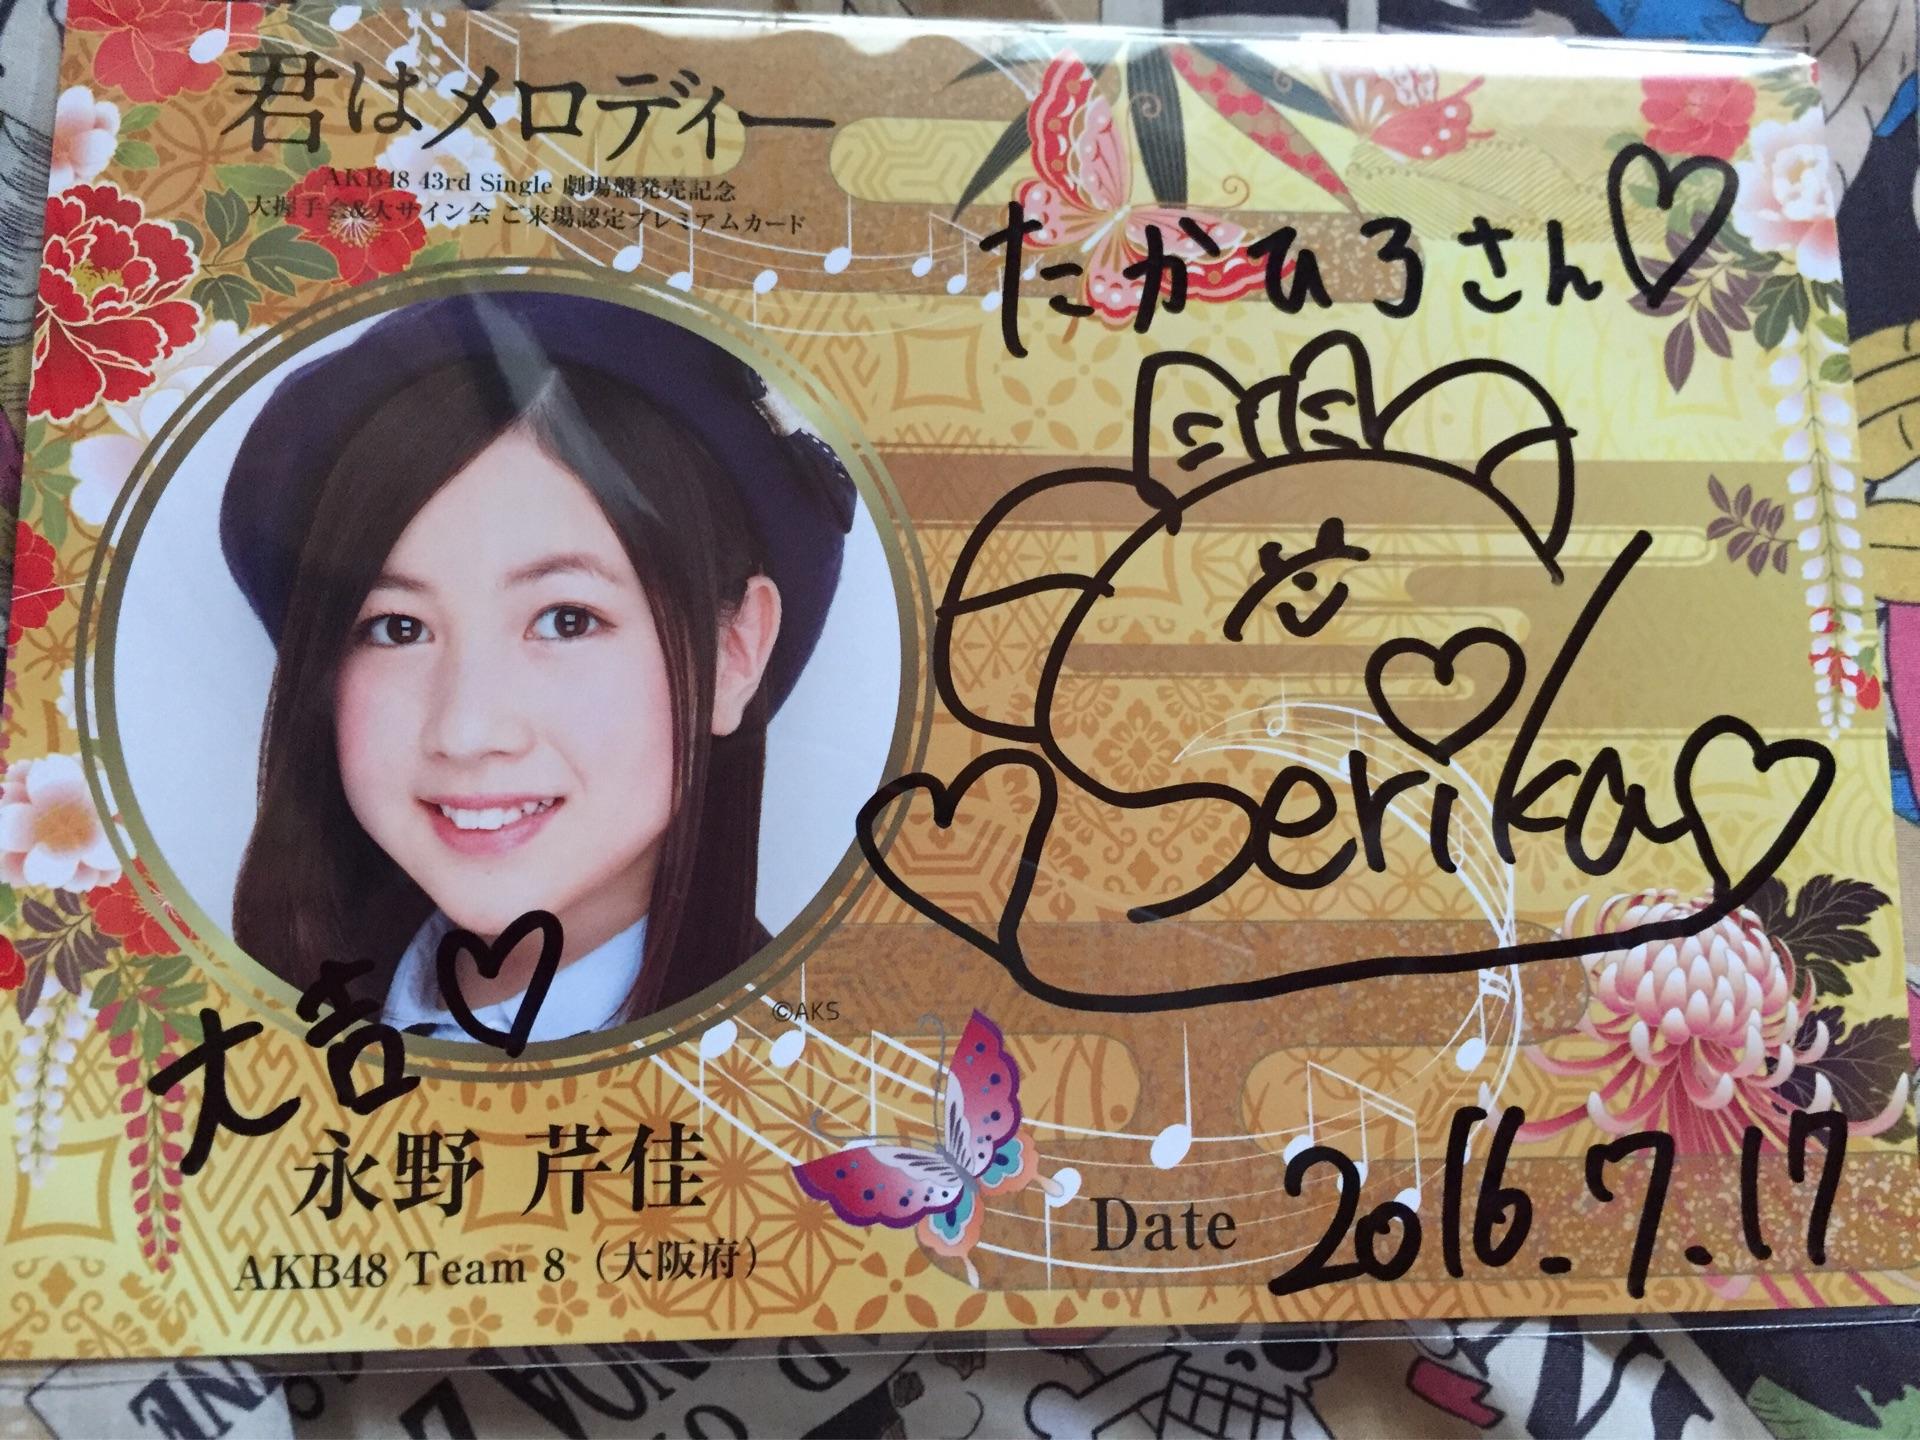 君はメロディー
AKB48 43rd Single 劇場盤発売記念
大握手会&大サイン会 ご来場認定プレミアムカード
たかひろさん♡
Serika
©AKS
大吉♡
永野 芹佳
AKB48 Team 8（大阪府）
Date 2016.7.17